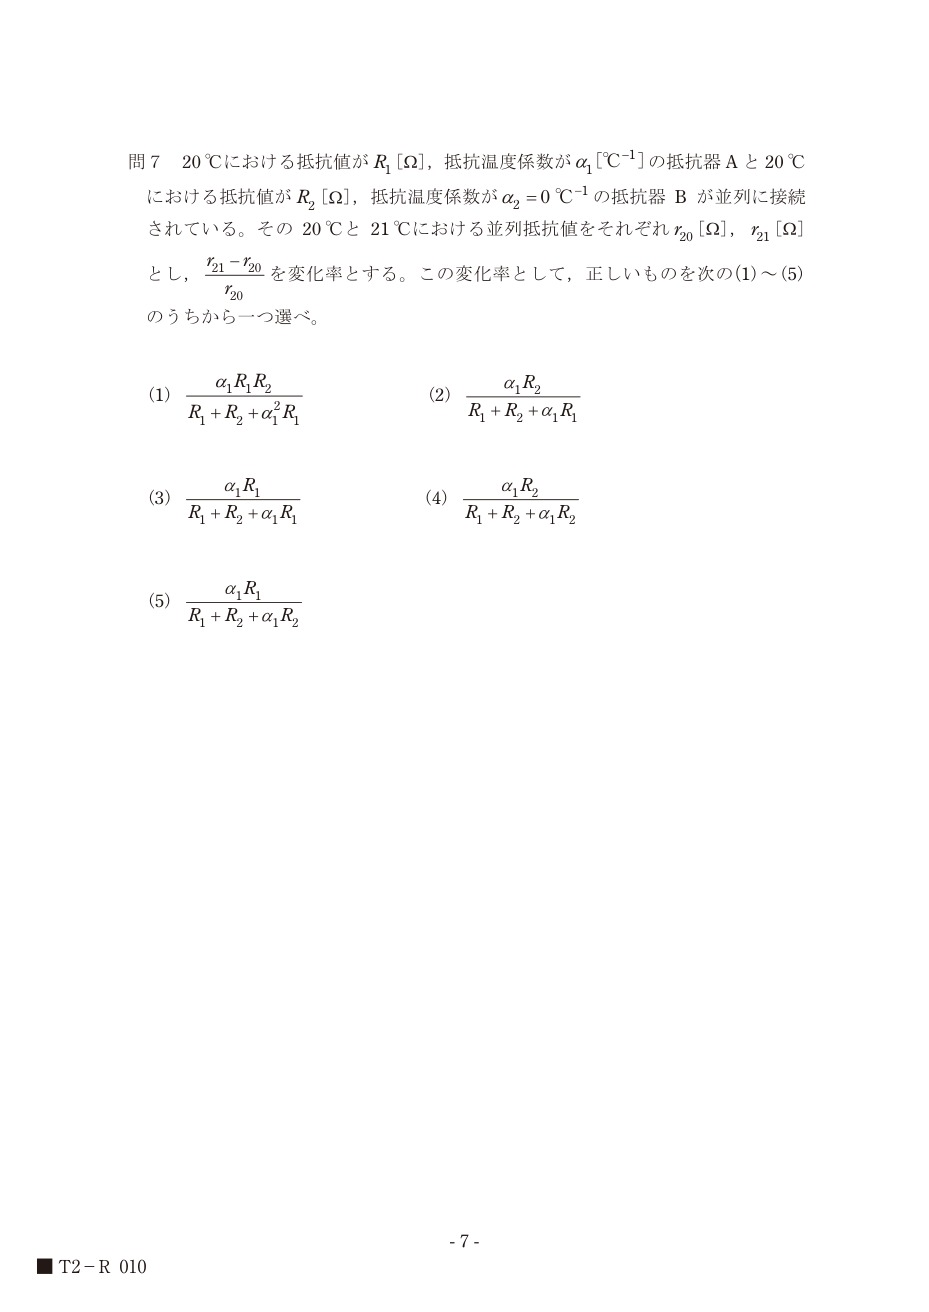 問7 20 ℃における抵抗値が R₁ [Ω]，抵抗温度係数が α₁ [℃⁻¹] の抵抗器 A と 20 ℃
における抵抗値が R₂ [Ω]，抵抗温度係数が α₂ = 0 ℃⁻¹ の抵抗器 B が並列に接続
されている。その 20 ℃と 21 ℃における並列抵抗値をそれぞれ r₂₀ [Ω]，r₂₁ [Ω]
とし，(r₂₁ − r₂₀)/r₂₀ を変化率とする。この変化率として，正しいものを次の(1)～(5)
のうちから一つ選べ。
(1) α₁R₁R₂/(R₁ + R₂ + α₁²R₁) (2) α₁R₂/(R₁ + R₂ + α₁R₁)
(3) α₁R₁/(R₁ + R₂ + α₁R₁) (4) α₁R₂/(R₁ + R₂ + α₁R₂)
(5) α₁R₁/(R₁ + R₂ + α₁R₂)
- 7 -
■ T2－R 010